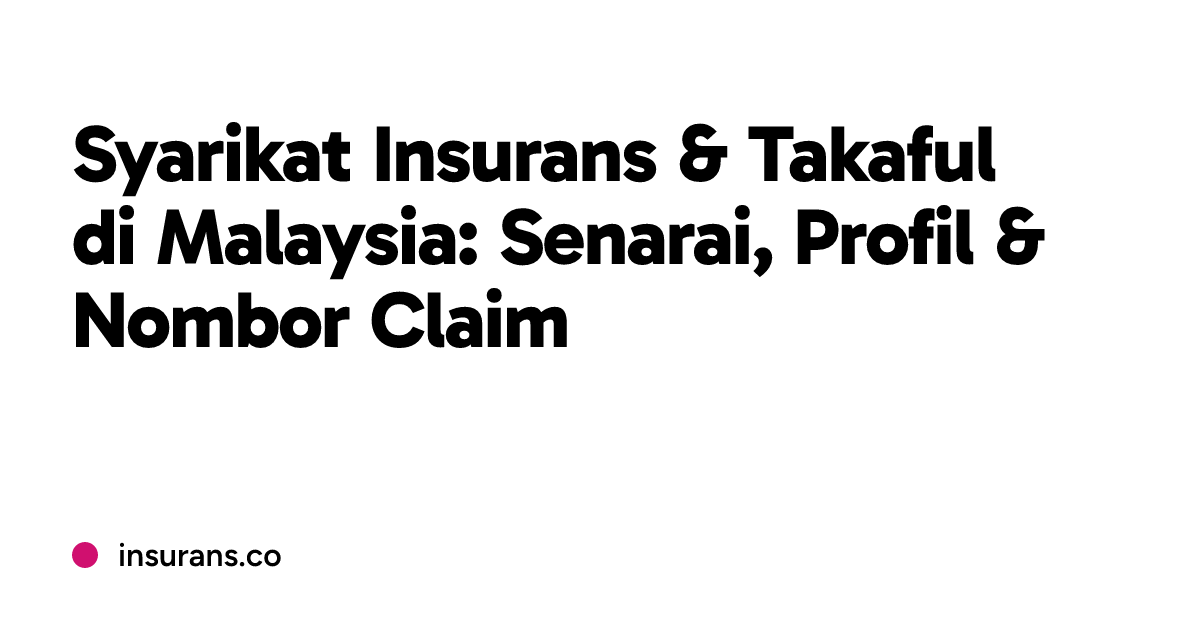 Syarikat Insurans & Takaful
di Malaysia: Senarai, Profil &
Nombor Claim
insurans.co